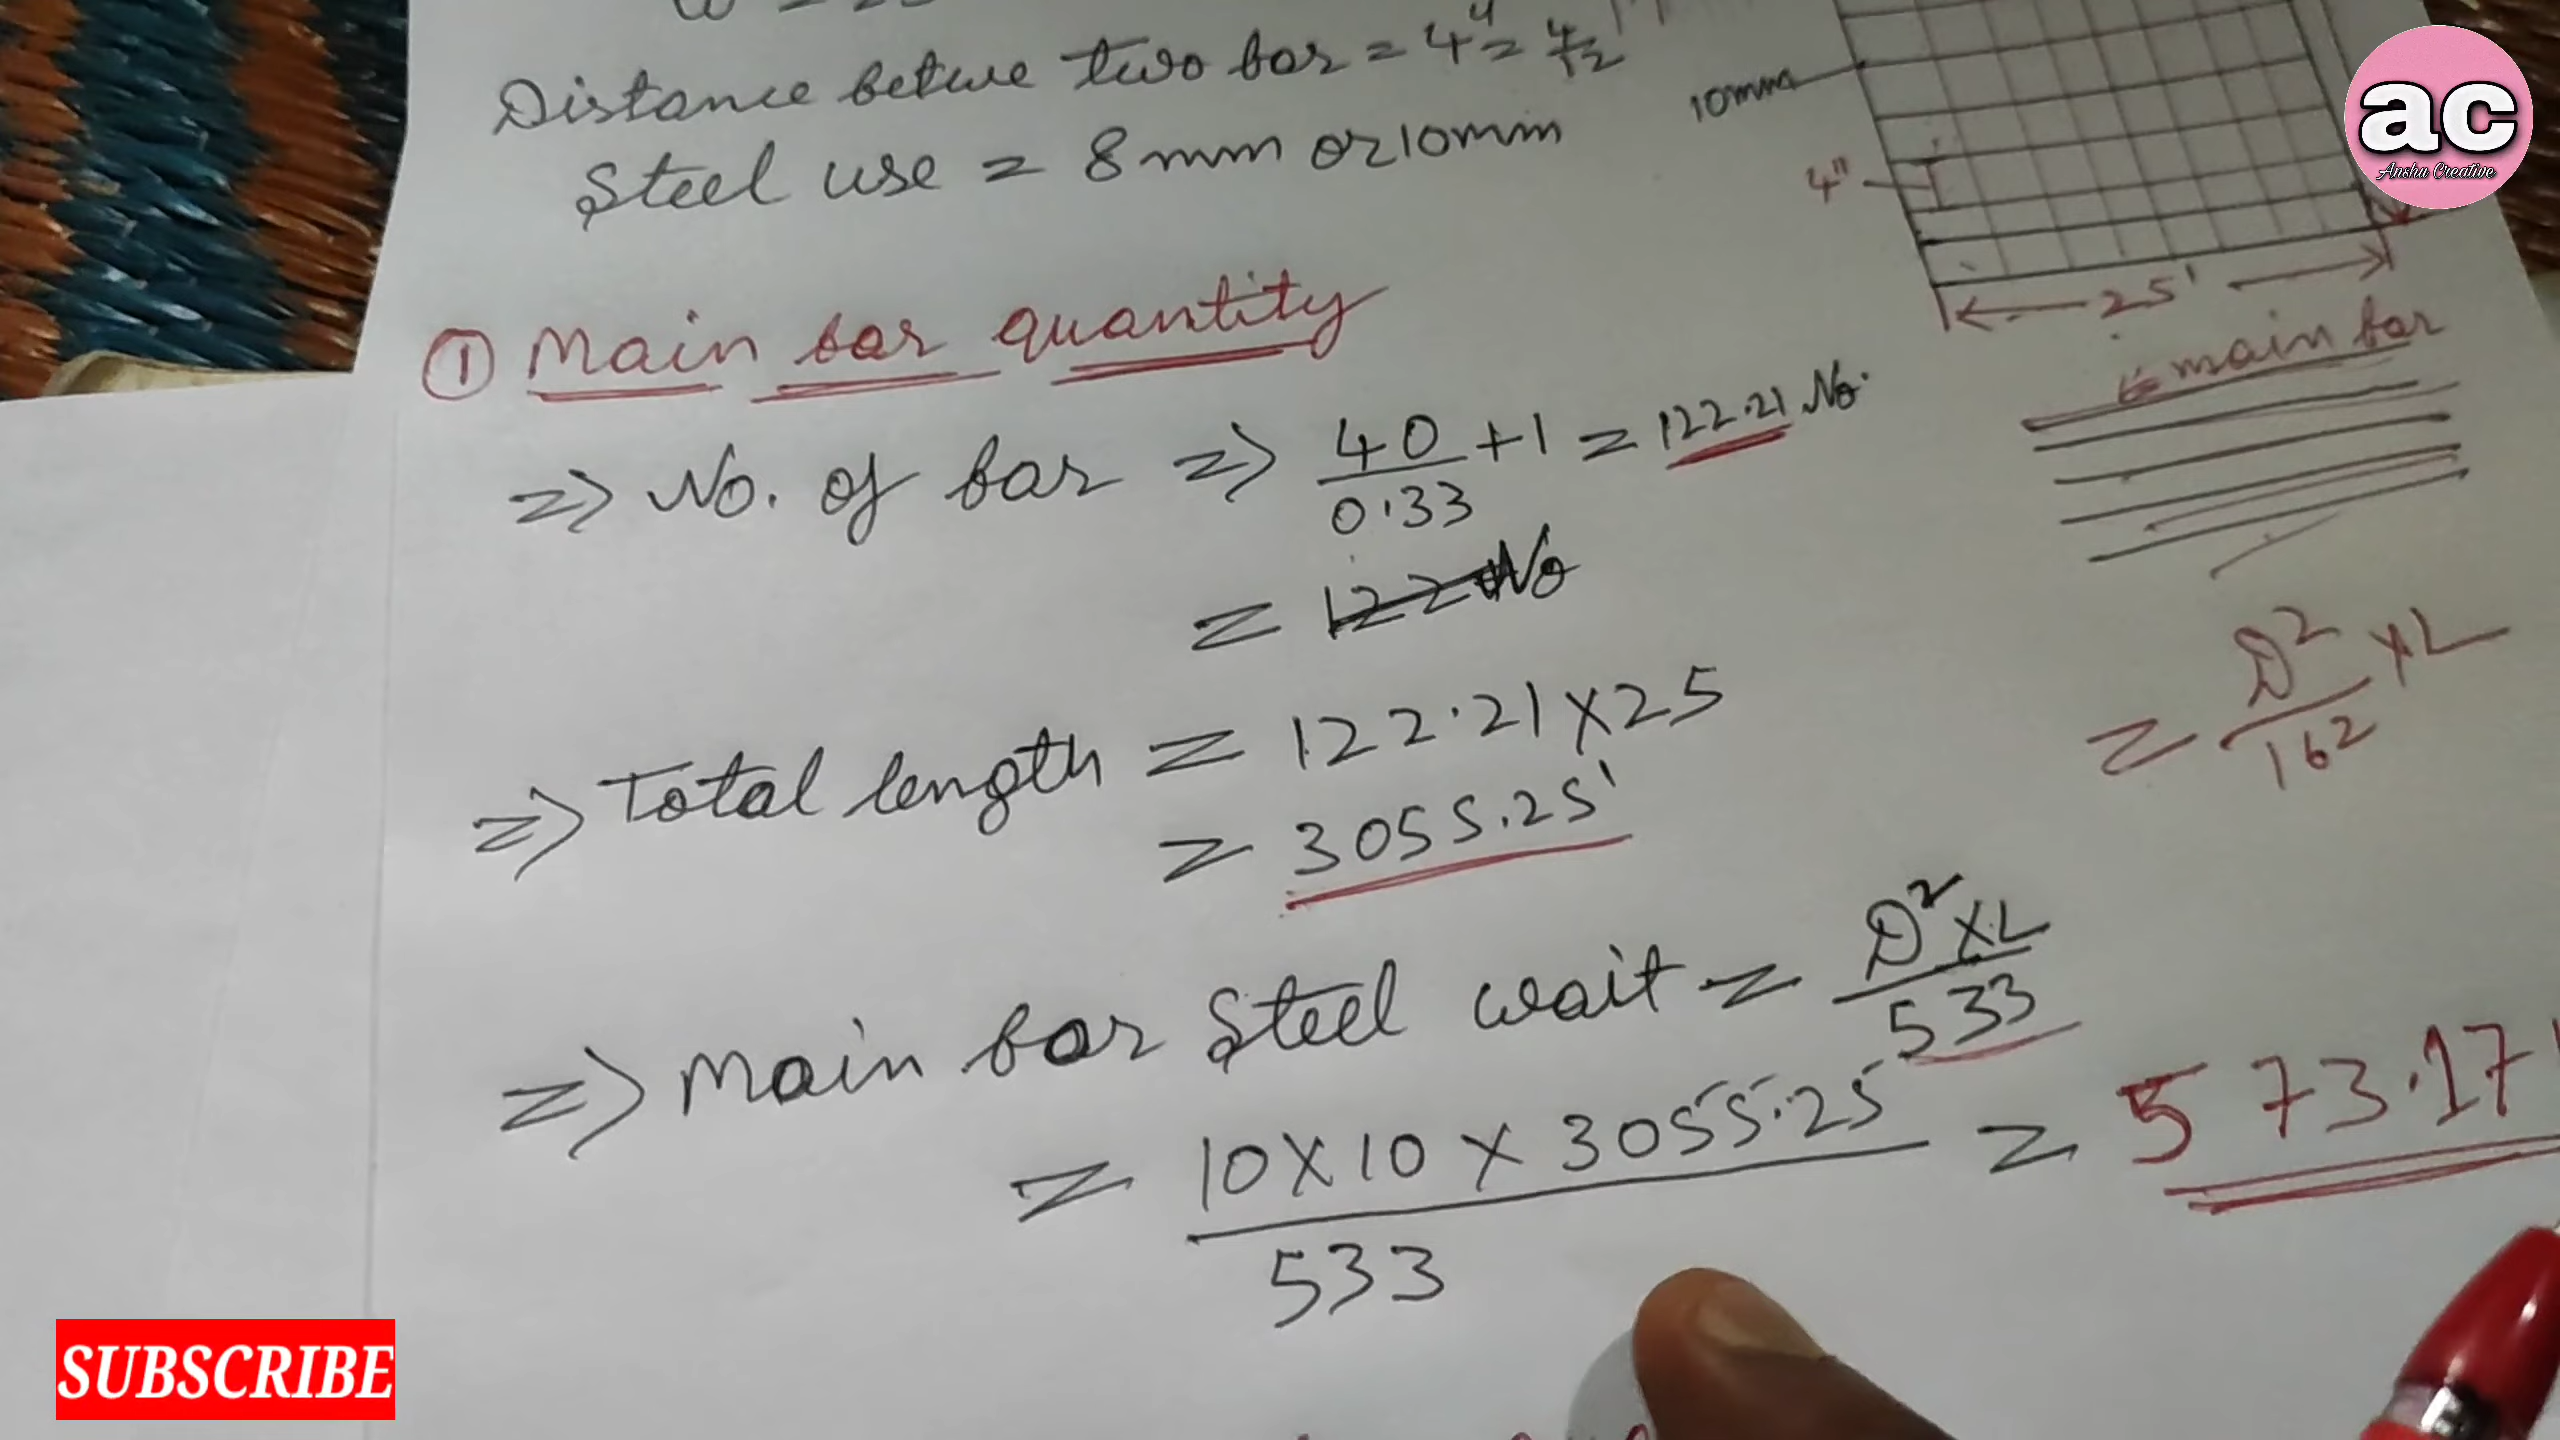 Distance betwe two bar = 4" = 4/12'
Steel use = 8mm or 10mm
10mm
4"
25'
main bar
ac
Anshu Creative
① Main bar quantity
=> No. of bar => 40/0.33 + 1 = 122.21 No.
= 122 No
=> Total length = 122.21 x 25
= 3055.25'
= D²/162 x L
=> Main bar Steel wait = D² x L/533
= 10 x 10 x 3055.25/533 = 573.17
SUBSCRIBE